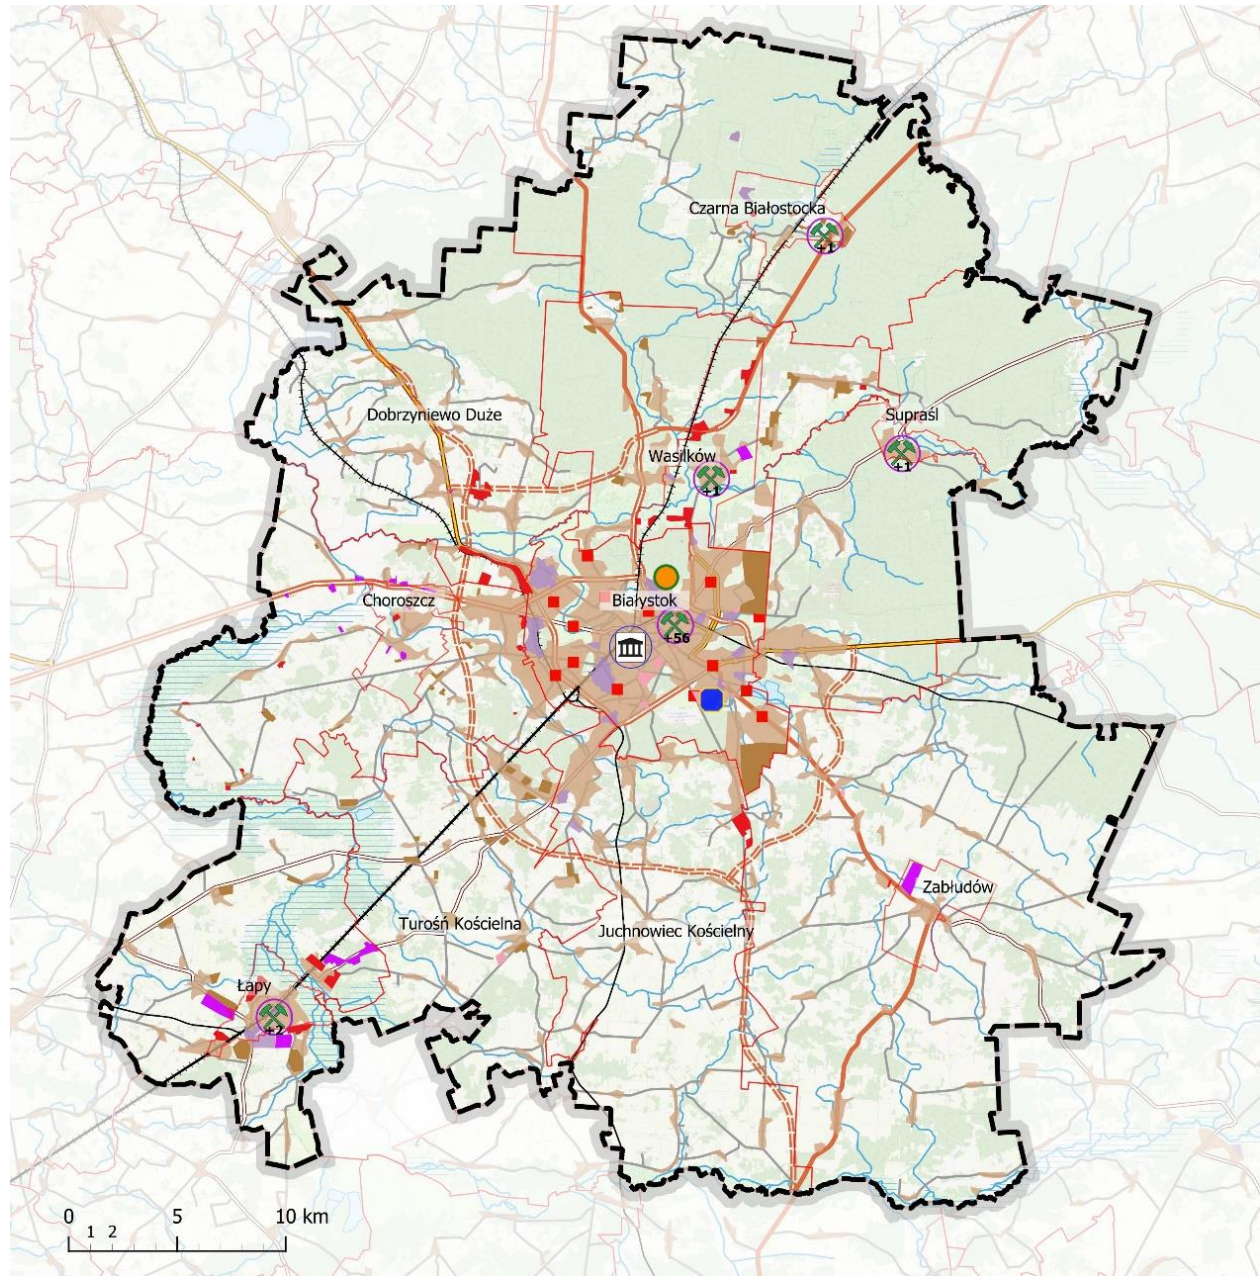 Czarna Białostocka
+1
Dobrzyniewo Duże
Supraśl
+1
Wasilków
+1
Choroszcz
Białystok
+56
Zabłudów
Turośń Kościelna
Juchnowiec Kościelny
Łapy
+2
0 1 2 5 10 km